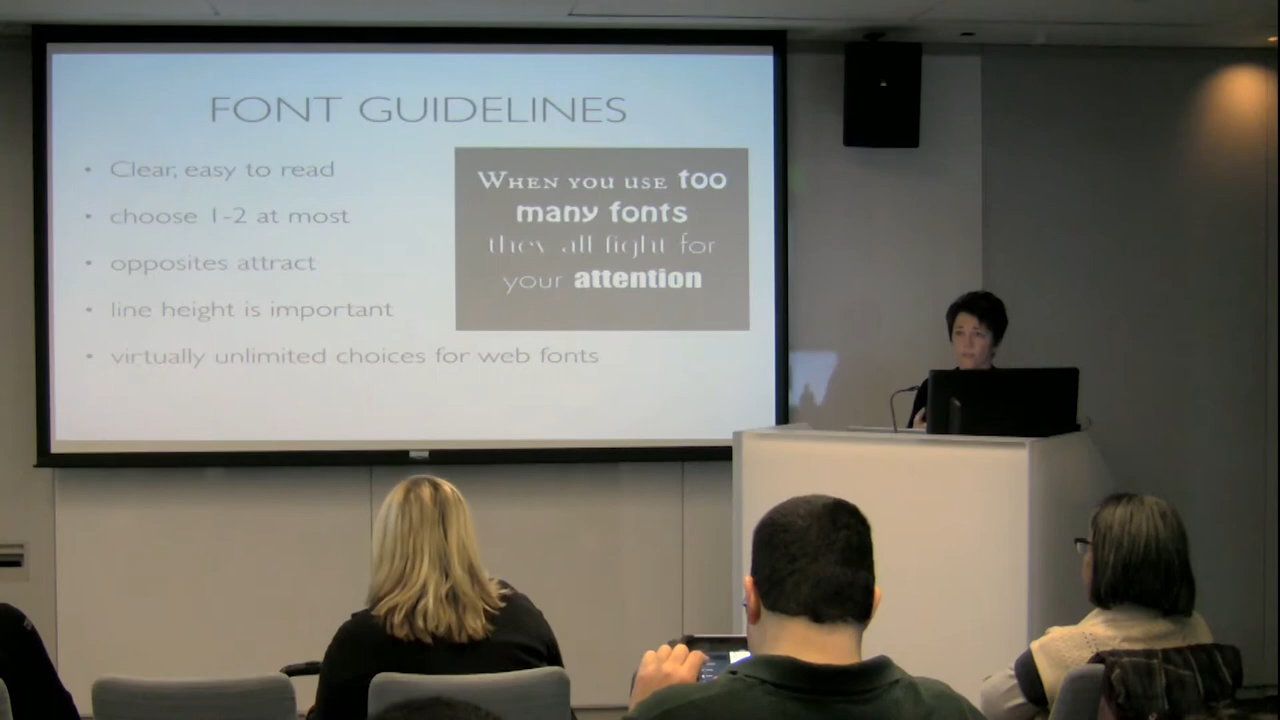 FONT GUIDELINES
• Clear, easy to read
• choose 1-2 at most
• opposites attract
• line height is important
• virtually unlimited choices for web fonts
WHEN YOU USE too
many fonts
they all fight for
your attention